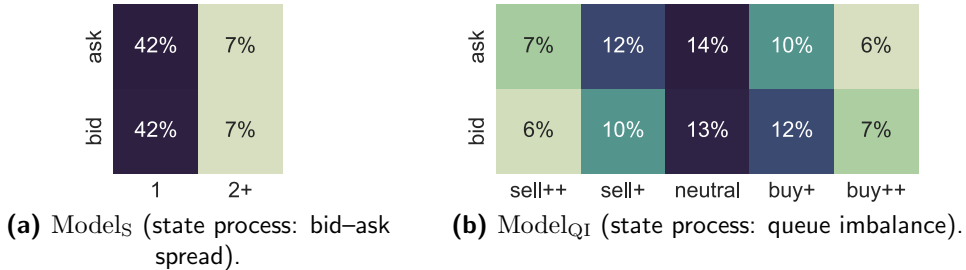 ask 42% 7%
bid 42% 7%
1 2+
(a) ModelS (state process: bid–ask
spread).
ask 7% 12% 14% 10% 6%
bid 6% 10% 13% 12% 7%
sell++ sell+ neutral buy+ buy++
(b) ModelQI (state process: queue imbalance).